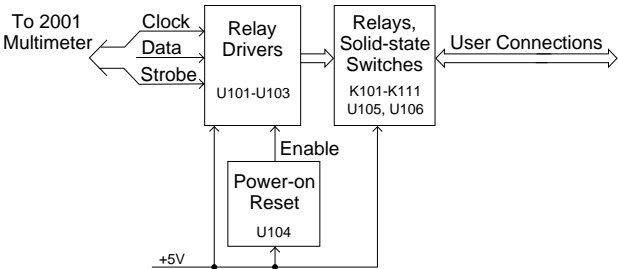 To 2001
Multimeter
Clock
Data
Strobe
Relay
Drivers
U101-U103
Relays,
Solid-state
Switches
K101-K111
U105, U106
User Connections
Enable
Power-on
Reset
U104
+5V